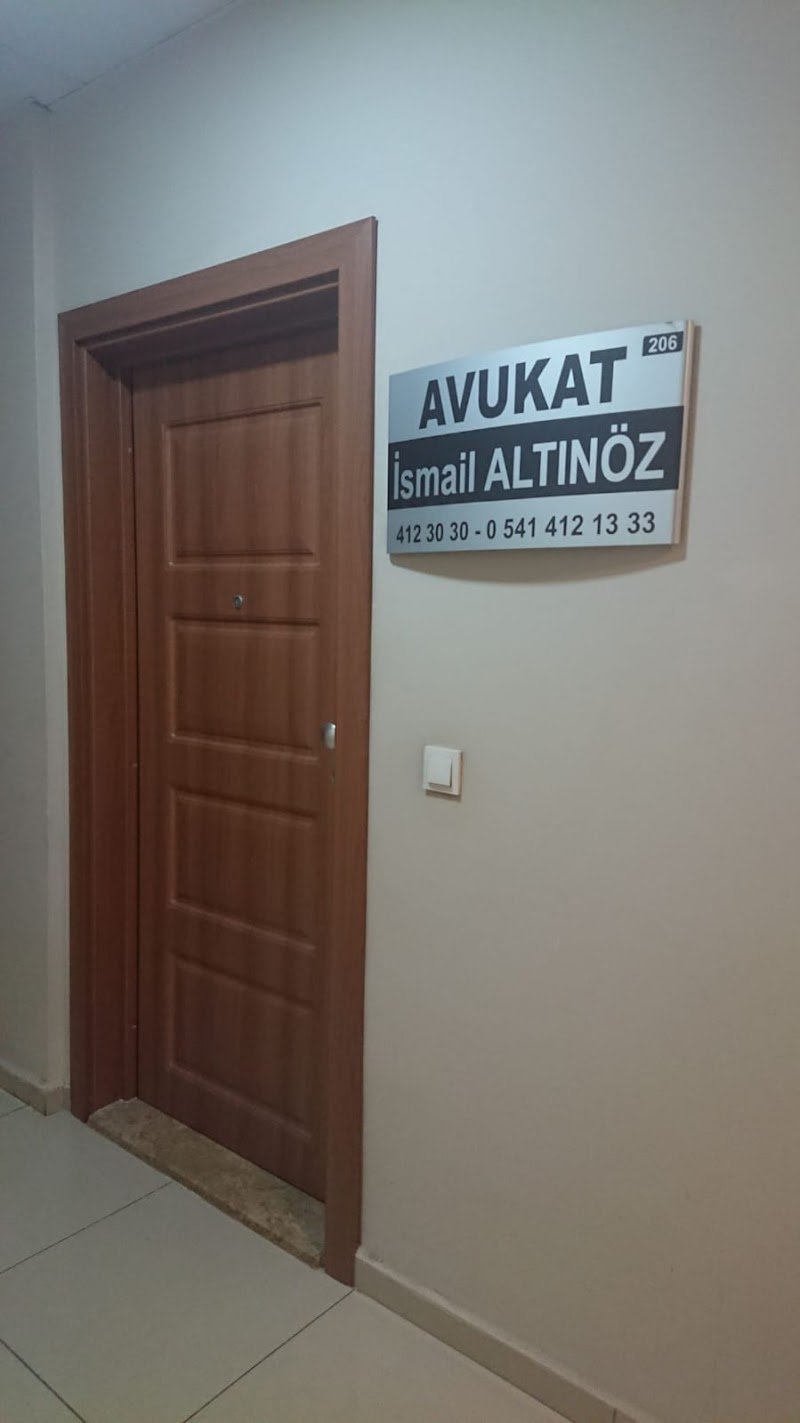 206
AVUKAT
İsmail ALTINÖZ
412 30 30 - 0 541 412 13 33